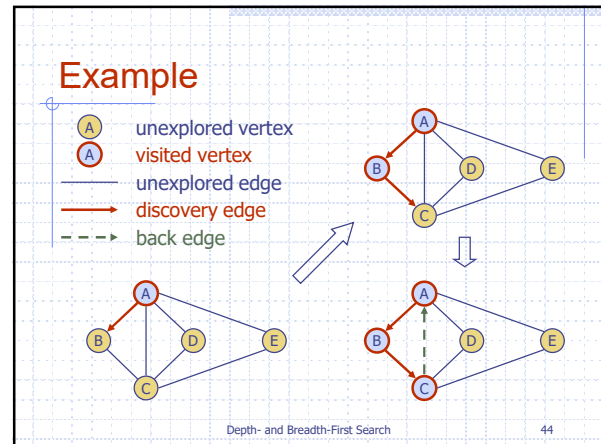 Example
A unexplored vertex
A visited vertex
unexplored edge
discovery edge
back edge
A
B D E
C
A
B D E
C
A
B D E
C
Depth- and Breadth-First Search 44